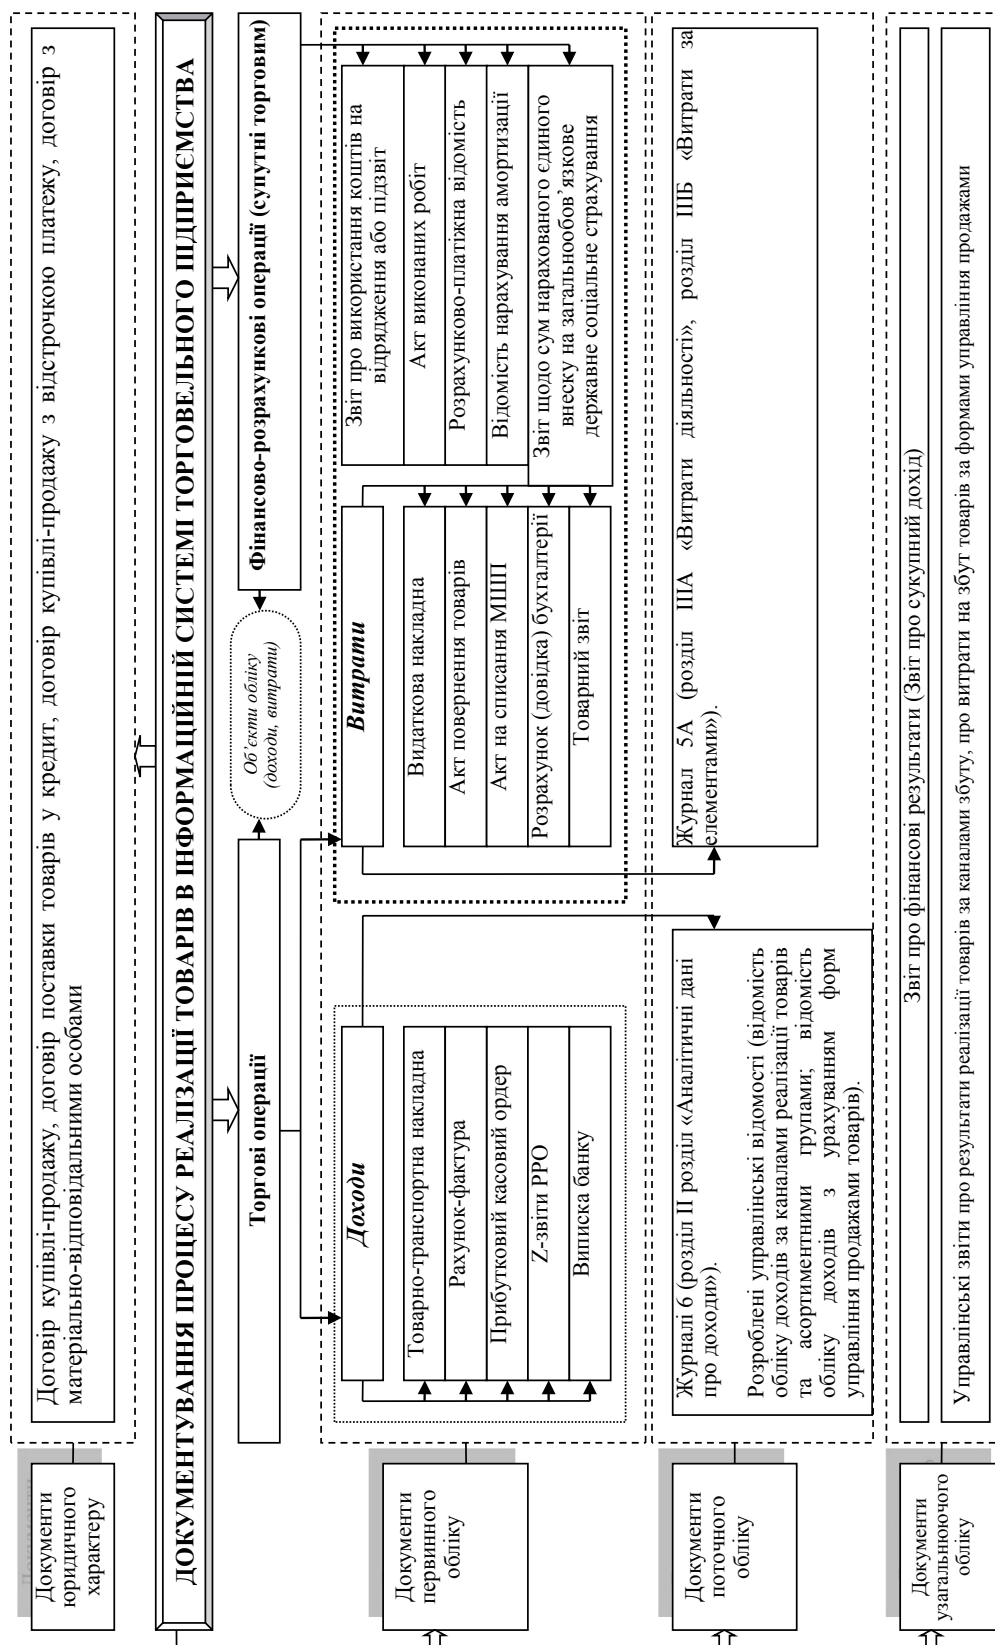 Документи
юридичного
характеру
Договір купівлі-продажу, договір поставки товарів у кредит, договір купівлі-продажу з відстрочкою платежу, договір з
матеріально-відповідальними особами
ДОКУМЕНТУВАННЯ ПРОЦЕСУ РЕАЛІЗАЦІЇ ТОВАРІВ В ІНФОРМАЦІЙНІЙ СИСТЕМІ ТОРГОВЕЛЬНОГО ПІДПРИЄМСТВА
Торгові операції
Об’єкти обліку
(доходи, витрати)
Фінансово-розрахункові операції (супутні торговим)
Документи
первинного
обліку
Доходи
Товарно-транспортна накладна
Рахунок-фактура
Прибутковий касовий ордер
Z-звіти РРО
Виписка банку
Витрати
Видаткова накладна
Акт повернення товарів
Акт на списання МШП
Розрахунок (довідка) бухгалтерії
Товарний звіт
Звіт про використання коштів на
відрядження або підзвіт
Акт виконаних робіт
Розрахунково-платіжна відомість
Відомість нарахування амортизації
Звіт щодо сум нарахованого єдиного
внеску на загальнообов’язкове
державне соціальне страхування
Документи
поточного
обліку
Журналі 6 (розділ ІІ розділ «Аналітичні дані
про доходи»).
Розроблені управлінські відомості (відомість
обліку доходів за каналами реалізації товарів
та асортиментними групами; відомість
обліку доходів з урахуванням форм
управління продажами товарів).
Журнал 5А (розділ ІІІА «Витрати діяльності», розділ ІІІБ «Витрати за
елементами»).
Документи
узагальнюючого
обліку
Звіт про фінансові результати (Звіт про сукупний дохід)
Управлінські звіти про результати реалізації товарів за каналами збуту, про витрати на збут товарів за формами управління продажами